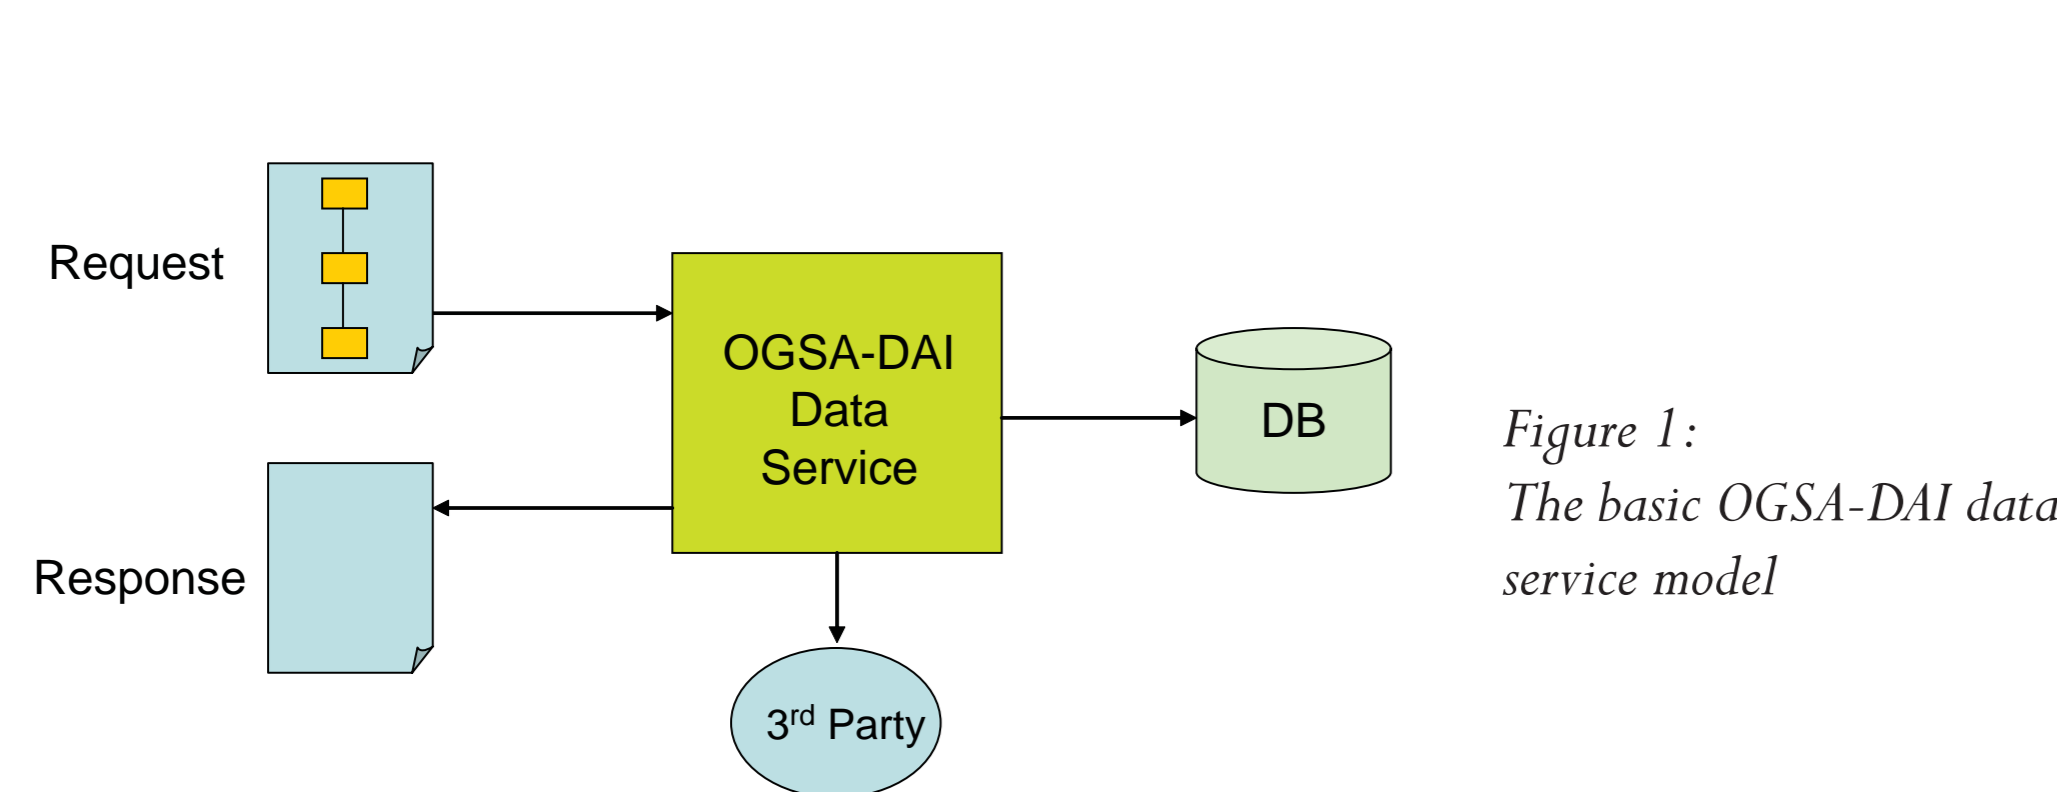 Request
OGSA-DAI
Data
Service
DB
Response
3rd Party
Figure 1:
The basic OGSA-DAI data
service model